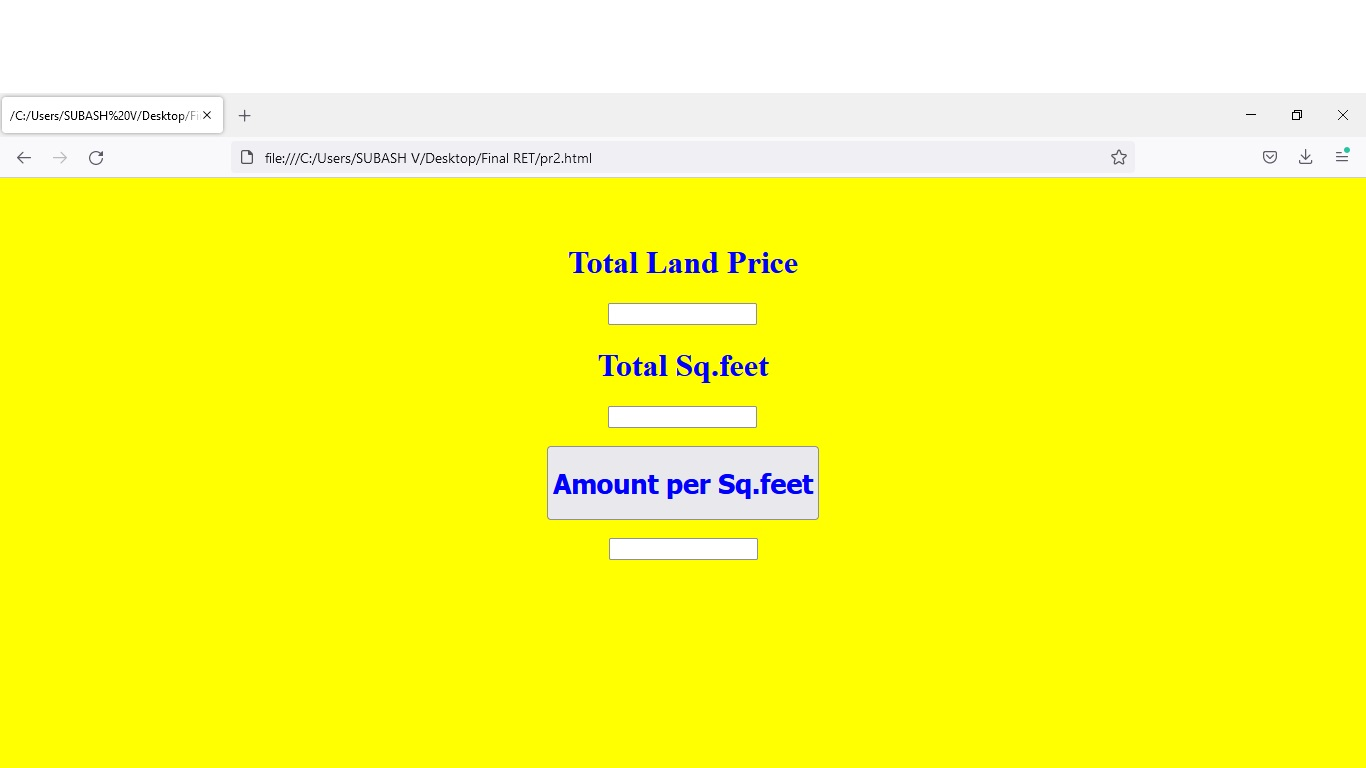 /C:/Users/SUBASH%20V/Desktop/Fi
file:///C:/Users/SUBASH V/Desktop/Final RET/pr2.html
Total Land Price
Total Sq.feet
Amount per Sq.feet